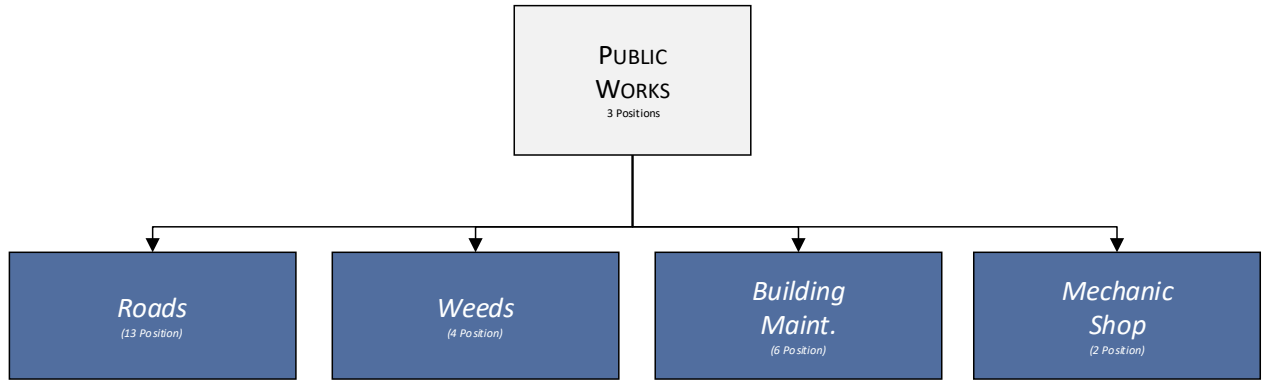 PUBLIC
WORKS
3 Positions
Roads
(13 Position)
Weeds
(4 Position)
Building
Maint.
(6 Position)
Mechanic
Shop
(2 Position)